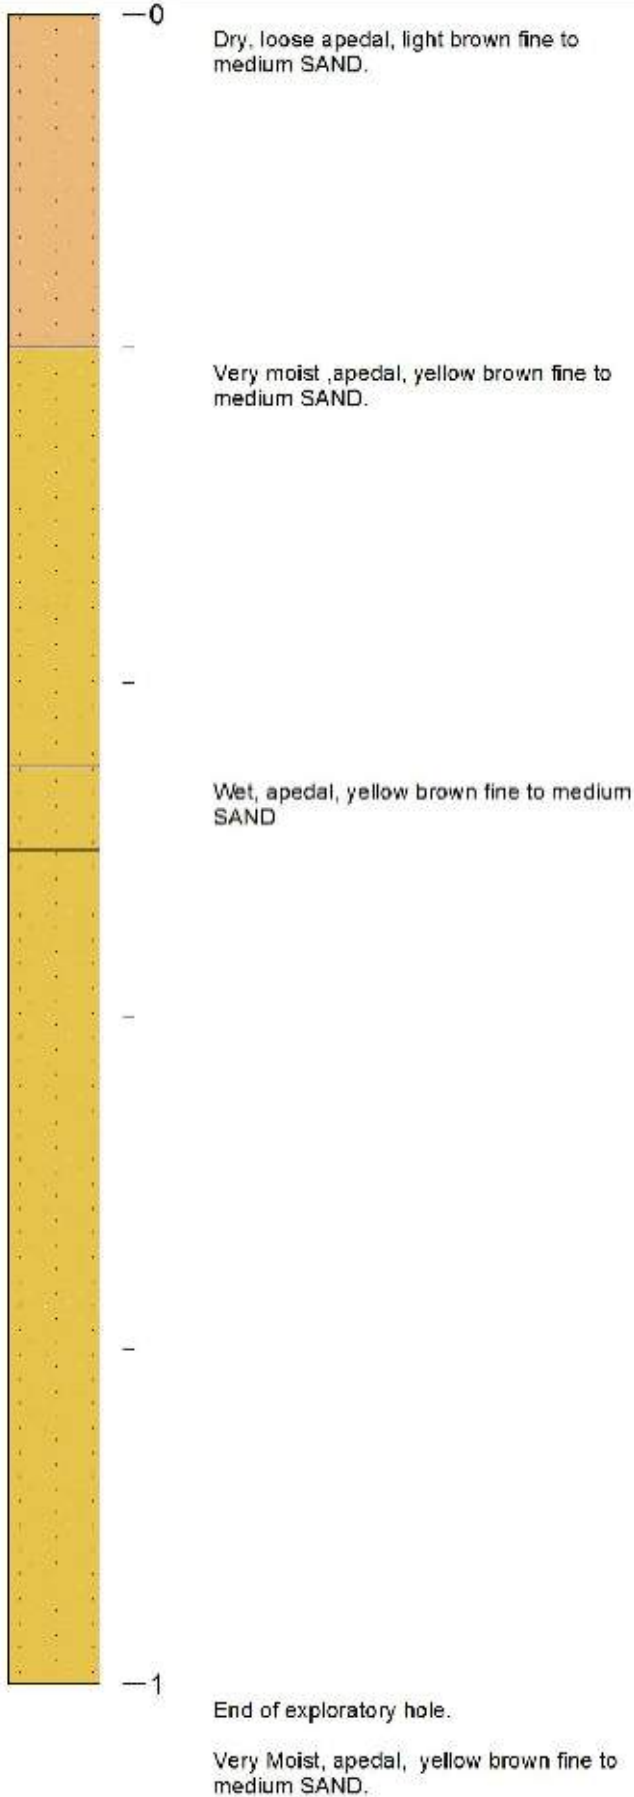 0
Dry, loose apedal, light brown fine to
medium SAND.
Very moist ,apedal, yellow brown fine to
medium SAND.
Wet, apedal, yellow brown fine to medium
SAND
1
End of exploratory hole.
Very Moist, apedal, yellow brown fine to
medium SAND.